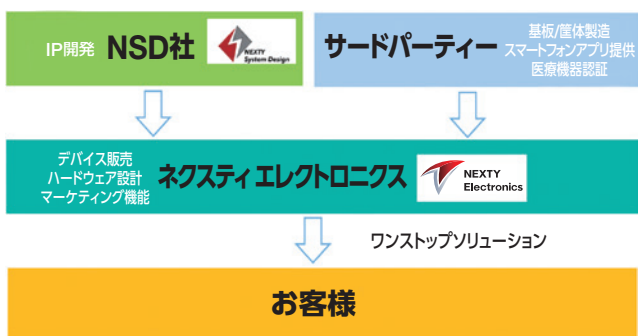 IP開発 NSD社 NEXTY
System Design
サードパーティー
基板/筐体製造
スマートフォンアプリ提供
医療機器認証
デバイス販売
ハードウェア設計
マーケティング機能
ネクスティ エレクトロニクス
NEXTY
Electronics
ワンストップソリューション
お客様